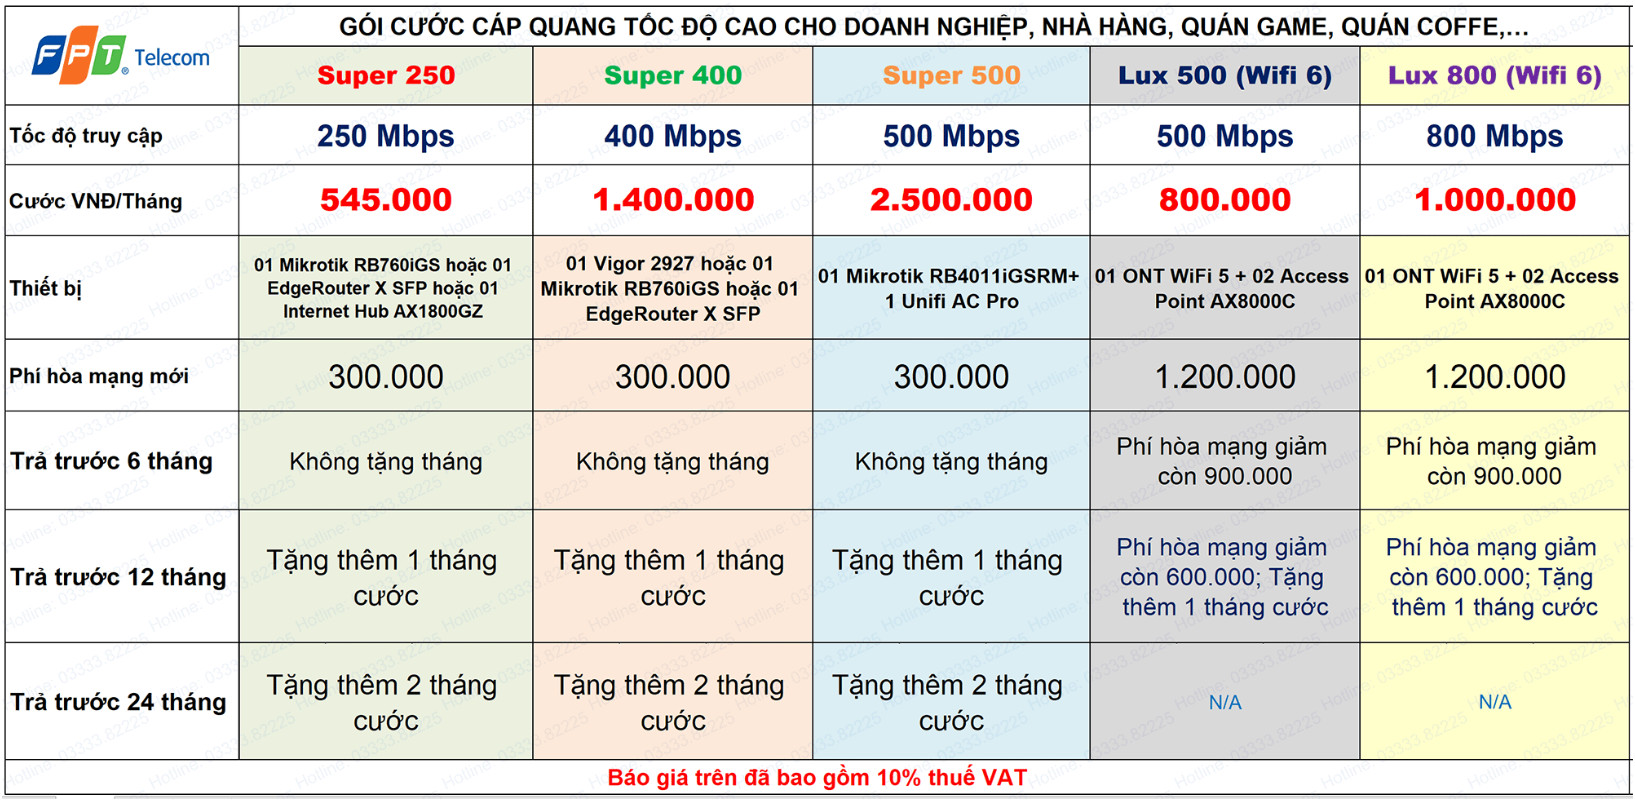 FPT Telecom
GÓI CƯỚC CÁP QUANG TỐC ĐỘ CAO CHO DOANH NGHIỆP, NHÀ HÀNG, QUÁN GAME, QUÁN COFFE,...
Super 250
Super 400
Super 500
Lux 500 (Wifi 6)
Lux 800 (Wifi 6)
Tốc độ truy cập
250 Mbps
400 Mbps
500 Mbps
500 Mbps
800 Mbps
Cước VNĐ/Tháng
545.000
1.400.000
2.500.000
800.000
1.000.000
Thiết bị
01 Mikrotik RB760iGS hoặc 01
EdgeRouter X SFP hoặc 01
Internet Hub AX1800GZ
01 Vigor 2927 hoặc 01
Mikrotik RB760iGS hoặc 01
EdgeRouter X SFP
01 Mikrotik RB4011iGSRM+
1 Unifi AC Pro
01 ONT WiFi 5 + 02 Access
Point AX8000C
01 ONT WiFi 5 + 02 Access
Point AX8000C
Phí hòa mạng mới
300.000
300.000
300.000
1.200.000
1.200.000
Trả trước 6 tháng
Không tặng tháng
Không tặng tháng
Không tặng tháng
Phí hòa mạng giảm
còn 900.000
Phí hòa mạng giảm
còn 900.000
Trả trước 12 tháng
Tặng thêm 1 tháng
cước
Tặng thêm 1 tháng
cước
Tặng thêm 1 tháng
cước
Phí hòa mạng giảm
còn 600.000; Tặng
thêm 1 tháng cước
Phí hòa mạng giảm
còn 600.000; Tặng
thêm 1 tháng cước
Trả trước 24 tháng
Tặng thêm 2 tháng
cước
Tặng thêm 2 tháng
cước
Tặng thêm 2 tháng
cước
N/A
N/A
Báo giá trên đã bao gồm 10% thuế VAT
Hotline: 03333.82225